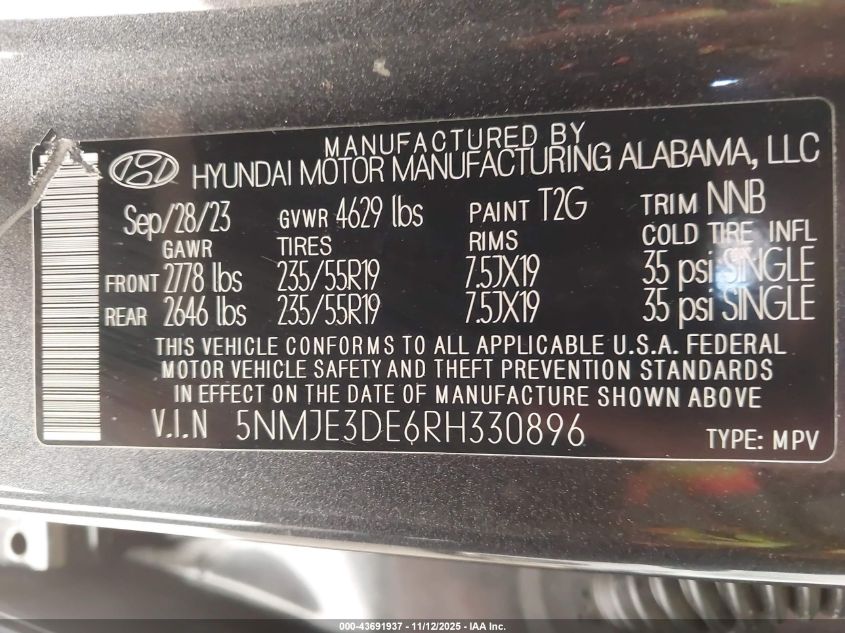 MANUFACTURED BY
HYUNDAI MOTOR MANUFACTURING ALABAMA, LLC
Sep/28/23 GVWR 4629 lbs PAINT T2G TRIM NNB
GAWR TIRES RIMS COLD TIRE INFL
FRONT 2778 lbs 235/55R19 7.5JX19 35 psi SINGLE
REAR 2646 lbs 235/55R19 7.5JX19 35 psi SINGLE
THIS VEHICLE CONFORMS TO ALL APPLICABLE U.S.A. FEDERAL
MOTOR VEHICLE SAFETY AND THEFT PREVENTION STANDARDS
IN EFFECT ON THE DATE OF MANUFACTURE SHOWN ABOVE
V.I.N 5NMJE3DE6RH330896 TYPE: MPV
000-43691937 - 11/12/2025 - IAA Inc.